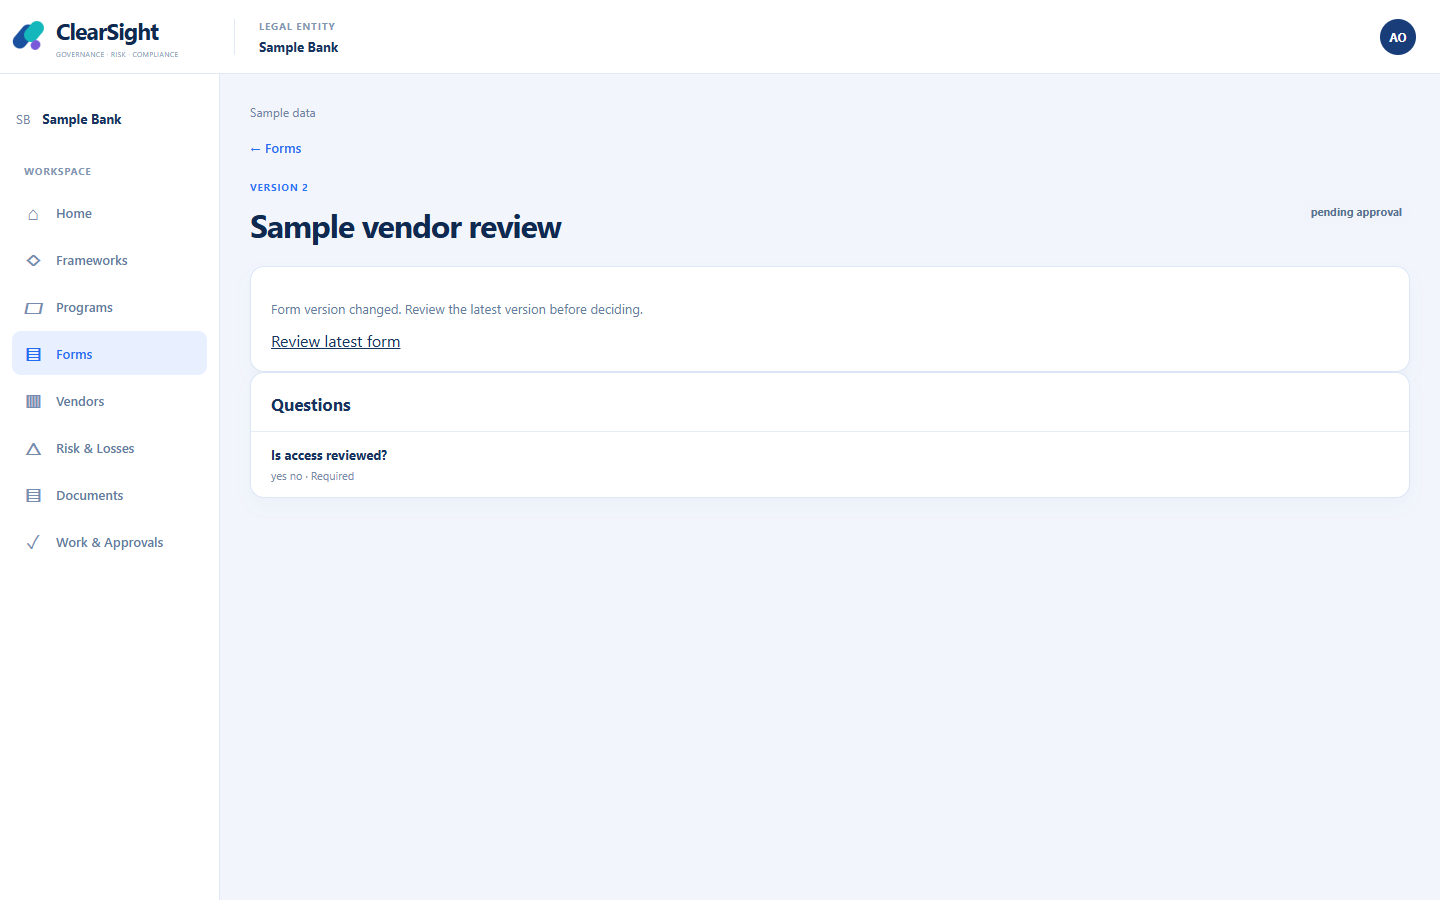 ClearSight
GOVERNANCE · RISK · COMPLIANCE
LEGAL ENTITY
Sample Bank
AO
SB Sample Bank
WORKSPACE
Home
Frameworks
Programs
Forms
Vendors
Risk & Losses
Documents
Work & Approvals
Sample data
← Forms
VERSION 2
Sample vendor review
pending approval
Form version changed. Review the latest version before deciding.
Review latest form
Questions
Is access reviewed?
yes no · Required